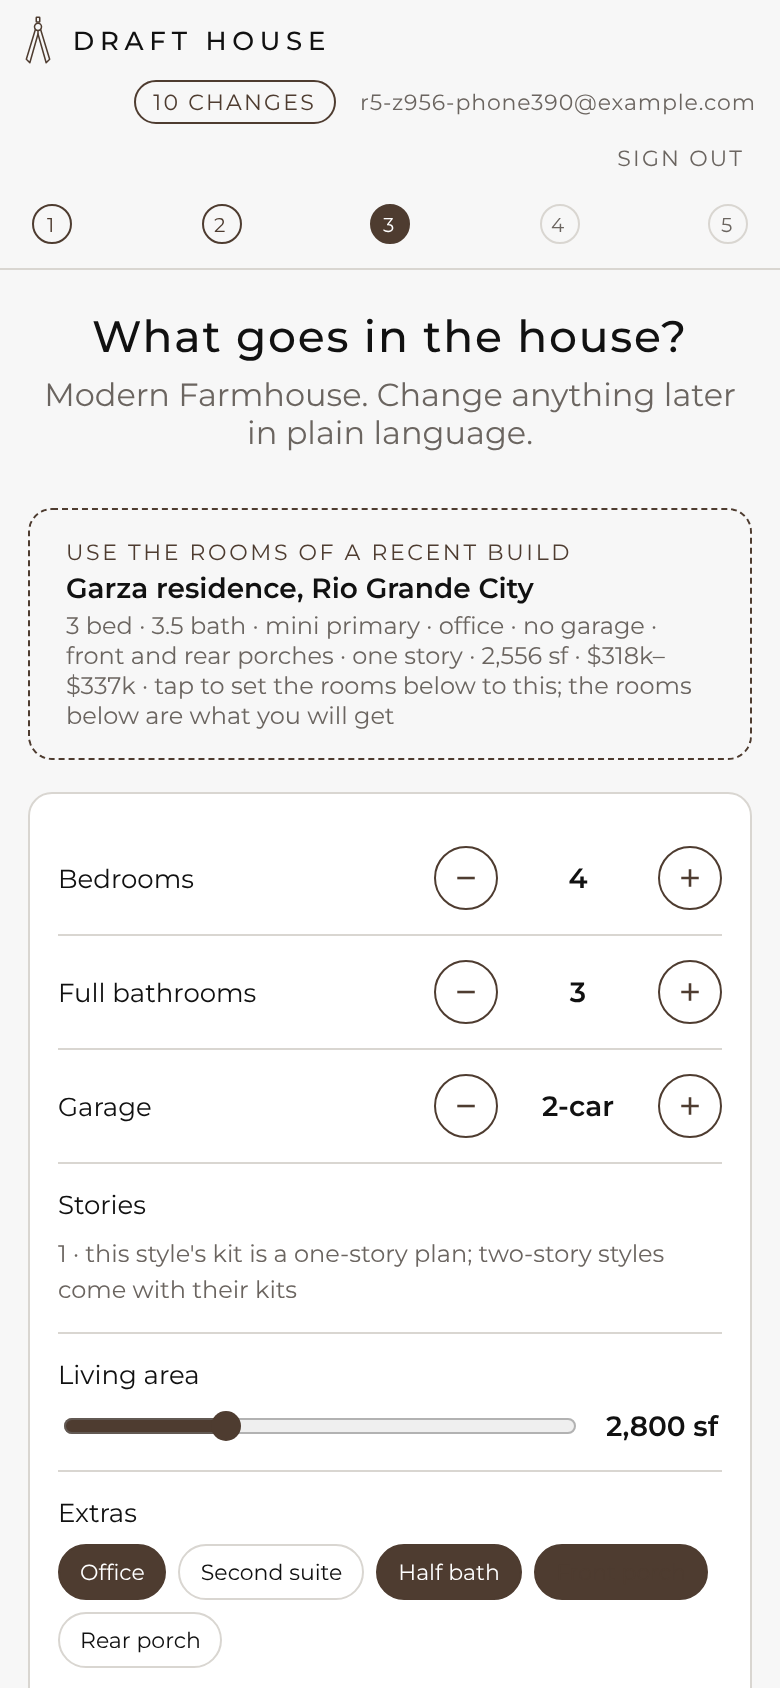 DRAFT HOUSE
10 CHANGES r5-z956-phone390@example.com
SIGN OUT
1 2 3 4 5
What goes in the house?
Modern Farmhouse. Change anything later
in plain language.
USE THE ROOMS OF A RECENT BUILD
Garza residence, Rio Grande City
3 bed · 3.5 bath · mini primary · office · no garage ·
front and rear porches · one story · 2,556 sf · $318k–
$337k · tap to set the rooms below to this; the rooms
below are what you will get
Bedrooms − 4 +
Full bathrooms − 3 +
Garage − 2-car +
Stories
1 · this style's kit is a one-story plan; two-story styles
come with their kits
Living area
2,800 sf
Extras
Office Second suite Half bath
Rear porch